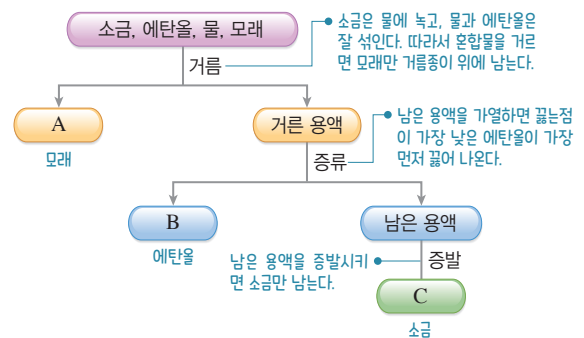 소금, 에탄올, 물, 모래
소금은 물에 녹고, 물과 에탄올은
잘 섞인다. 따라서 혼합물을 거르
면 모래만 거름종이 위에 남는다.
거름
A
모래
거른 용액
남은 용액을 가열하면 끓는점
이 가장 낮은 에탄올이 가장
먼저 끓어 나온다.
증류
B
에탄올
남은 용액
남은 용액을 증발시키
면 소금만 남는다.
증발
C
소금